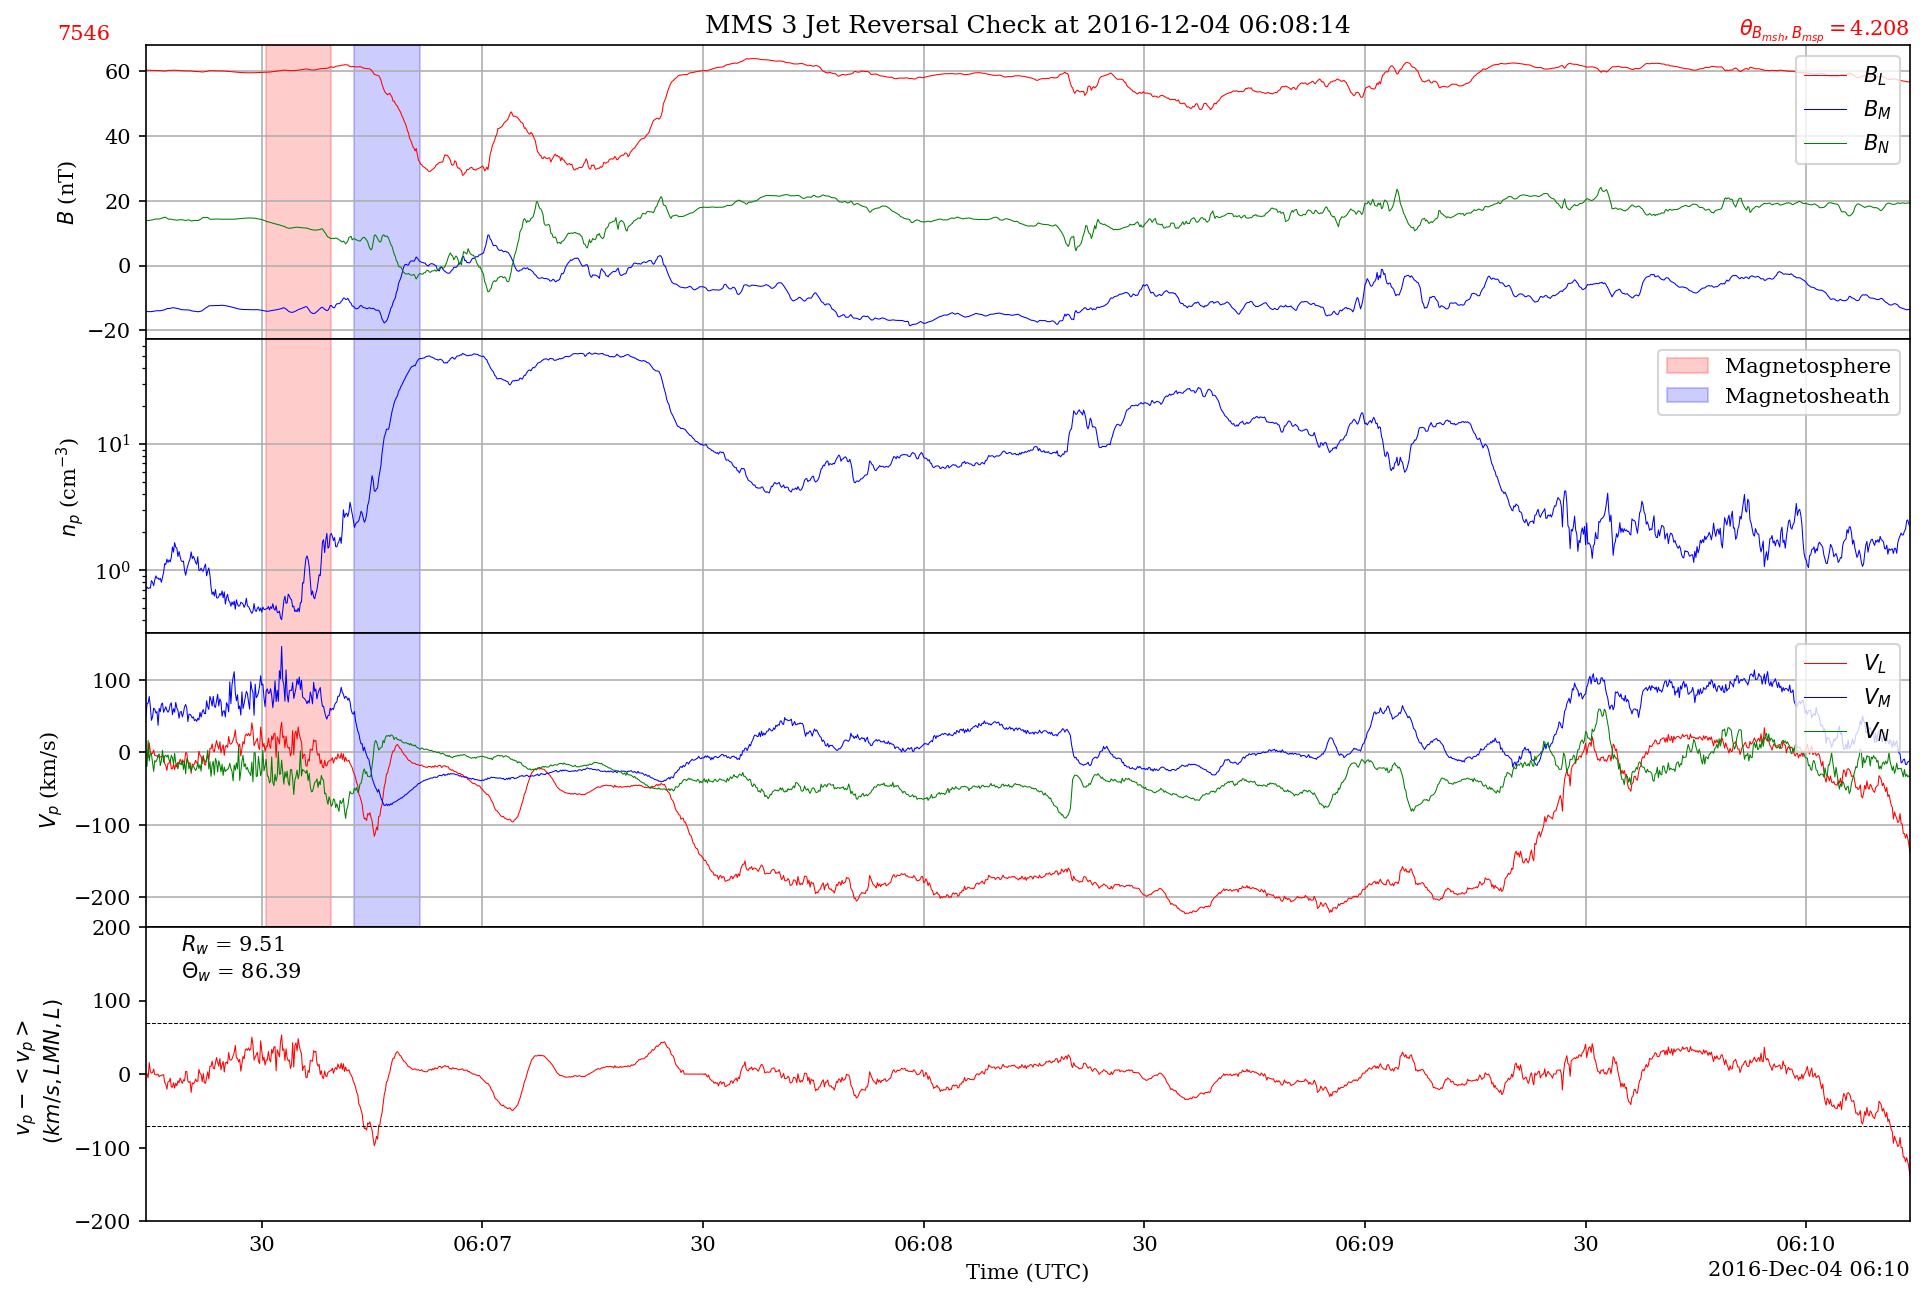 7546
MMS 3 Jet Reversal Check at 2016-12-04 06:08:14
θ_{B_{msh}, B_{msp}} = 4.208
B (nT)
60
40
20
0
−20
B_L
B_M
B_N
n_p (cm⁻³)
10¹
10⁰
Magnetosphere
Magnetosheath
V_p (km/s)
100
0
−100
−200
V_L
V_M
V_N
v_p − <v_p>
(km/s, LMN, L)
200
100
0
−100
−200
R_w = 9.51
Θ_w = 86.39
30
06:07
30
06:08
30
06:09
30
06:10
Time (UTC)
2016-Dec-04 06:10